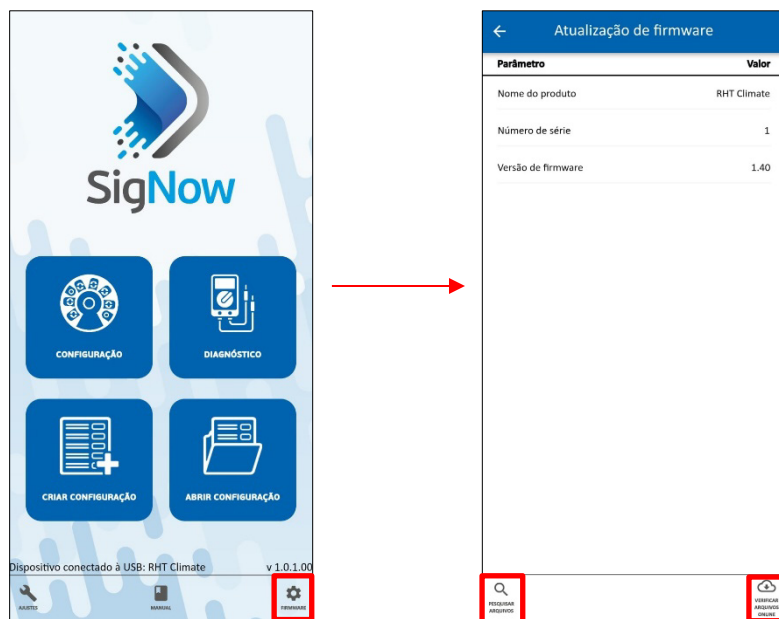 SigNow
CONFIGURAÇÃO
DIAGNÓSTICO
CRIAR CONFIGURAÇÃO
ABRIR CONFIGURAÇÃO
Dispositivo conectado à USB: RHT Climate v 1.0.1.00
AJUSTES
MANUAL
FIRMWARE
Atualização de firmware
Parâmetro Valor
Nome do produto RHT Climate
Número de série 1
Versão de firmware 1.40
PESQUISAR
ARQUIVOS
VERIFICAR
ARQUIVOS
ONLINE